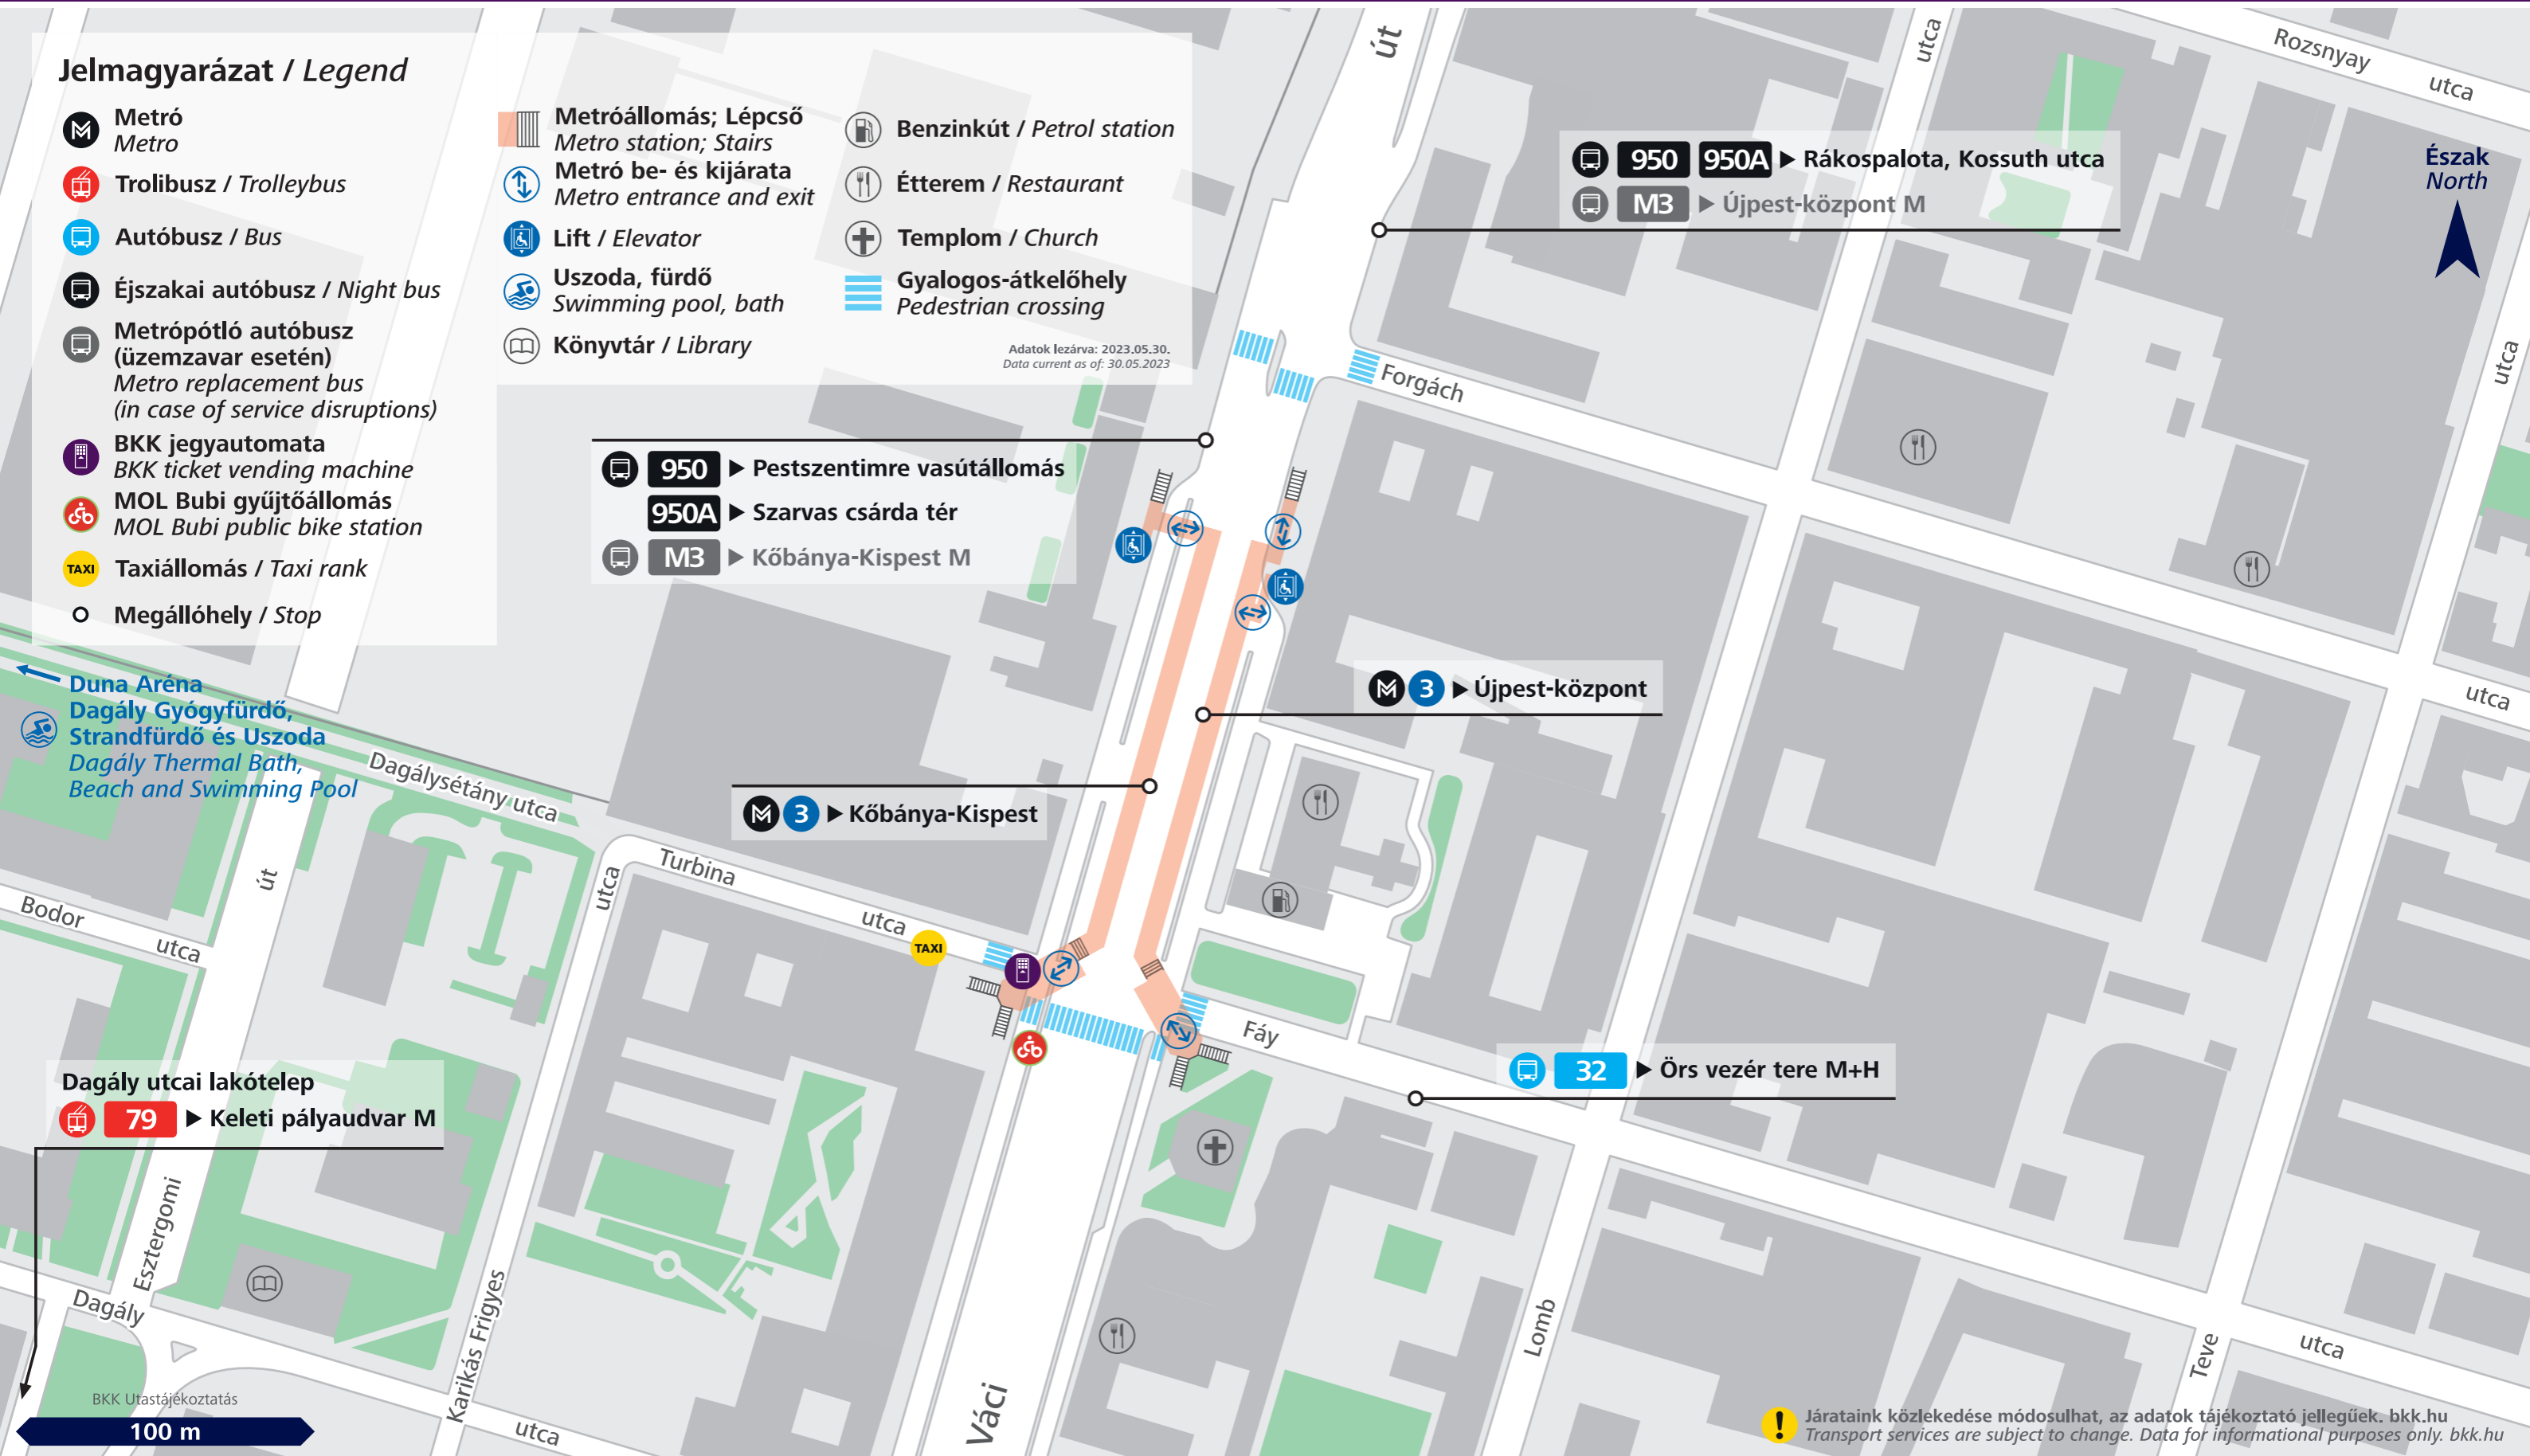 Jelmagyarázat / Legend
Metró
Metro
Trolibusz / Trolleybus
Autóbusz / Bus
Éjszakai autóbusz / Night bus
Metrópótló autóbusz
(üzemzavar esetén)
Metro replacement bus
(in case of service disruptions)
BKK jegyautomata
BKK ticket vending machine
MOL Bubi gyűjtőállomás
MOL Bubi public bike station
TAXI Taxiállomás / Taxi rank
Megállóhely / Stop
Metróállomás; Lépcső
Metro station; Stairs
Metró be- és kijárata
Metro entrance and exit
Lift / Elevator
Uszoda, fürdő
Swimming pool, bath
Könyvtár / Library
Benzinkút / Petrol station
Étterem / Restaurant
Templom / Church
Gyalogos-átkelőhely
Pedestrian crossing
Adatok lezárva: 2023.05.30.
Data current as of: 30.05.2023
út
utca
Rozsnyay
utca
950 950A Rákospalota, Kossuth utca
M3 Újpest-központ M
Észak
North
utca
Forgách
950 Pestszentimre vasútállomás
950A Szarvas csárda tér
M3 Kőbánya-Kispest M
Duna Aréna
Dagály Gyógyfürdő,
Strandfürdő és Uszoda
Dagály Thermal Bath,
Beach and Swimming Pool
M 3 Újpest-központ
utca
Dagálysétány utca
M 3 Kőbánya-Kispest
Turbina
utca
utca
út
TAXI
Bodor
utca
Fáy
32 Örs vezér tere M+H
Dagály utcai lakótelep
79 Keleti pályaudvar M
Esztergomi
Dagály
Karikás Frigyes
utca
Váci
Lomb
Teve
utca
BKK Utastájékoztatás
100 m
! Járataink közlekedése módosulhat, az adatok tájékoztató jellegűek. bkk.hu
Transport services are subject to change. Data for informational purposes only. bkk.hu